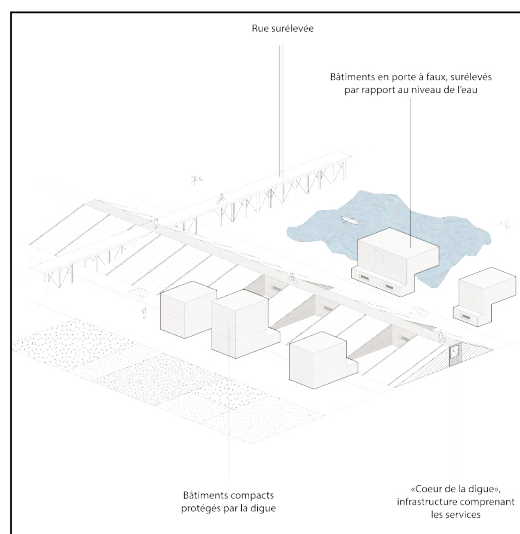 Rue surélevée
Bâtiments en porte à faux, surélevés
par rapport au niveau de l'eau
Bâtiments compacts
protégés par la digue
«Coeur de la digue»,
infrastructure comprenant
les services